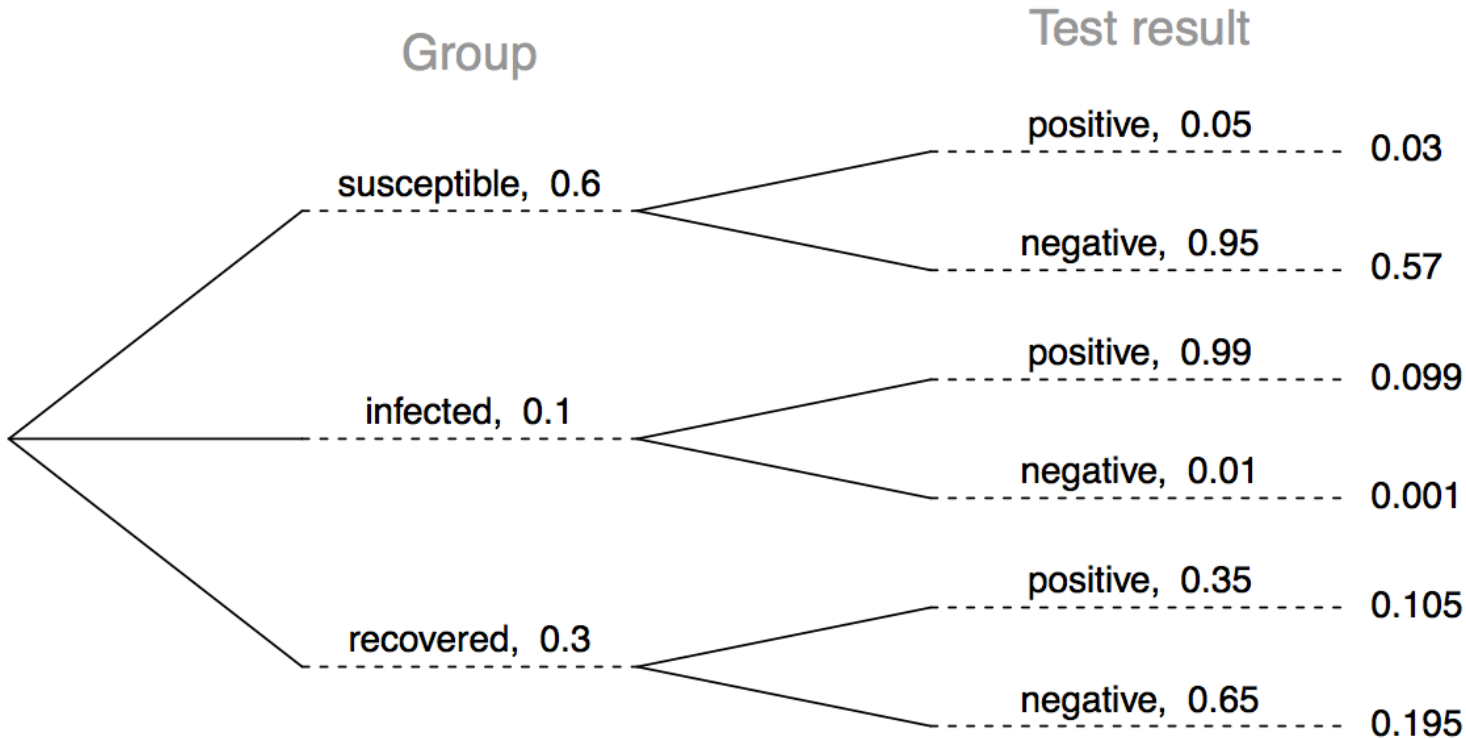 Group
Test result
susceptible, 0.6
positive, 0.05
0.03
negative, 0.95
0.57
infected, 0.1
positive, 0.99
0.099
negative, 0.01
0.001
recovered, 0.3
positive, 0.35
0.105
negative, 0.65
0.195